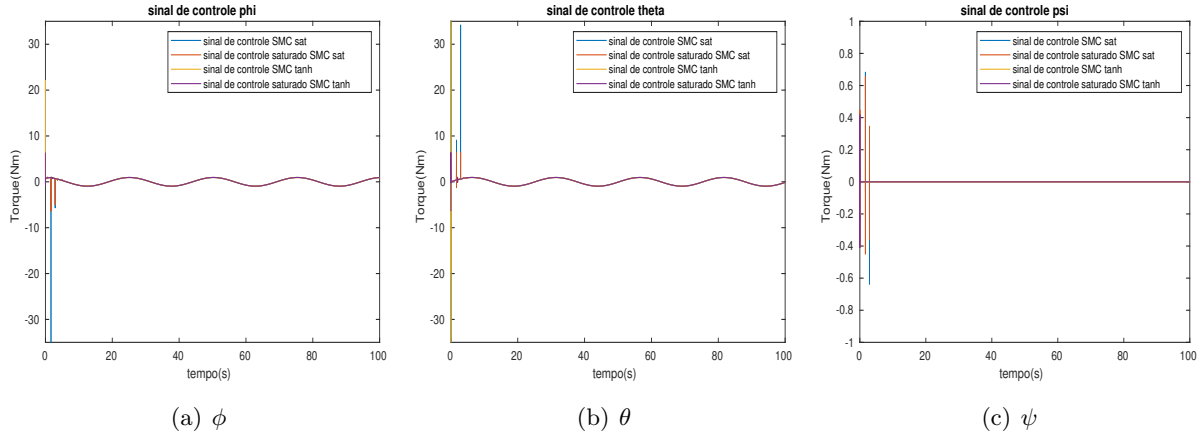 sinal de controle phi
30
20
10
0
-10
-20
-30
Torque(Nm)
0
20
40
60
80
100
tempo(s)
sinal de controle SMC sat
sinal de controle saturado SMC sat
sinal de controle SMC tanh
sinal de controle saturado SMC tanh
(a) ϕ
sinal de controle theta
30
20
10
0
-10
-20
-30
Torque(Nm)
0
20
40
60
80
100
tempo(s)
sinal de controle SMC sat
sinal de controle saturado SMC sat
sinal de controle SMC tanh
sinal de controle saturado SMC tanh
(b) θ
sinal de controle psi
1
0.8
0.6
0.4
0.2
0
-0.2
-0.4
-0.6
-0.8
-1
Torque(Nm)
0
20
40
60
80
100
tempo(s)
sinal de controle SMC sat
sinal de controle saturado SMC sat
sinal de controle SMC tanh
sinal de controle saturado SMC tanh
(c) ψ